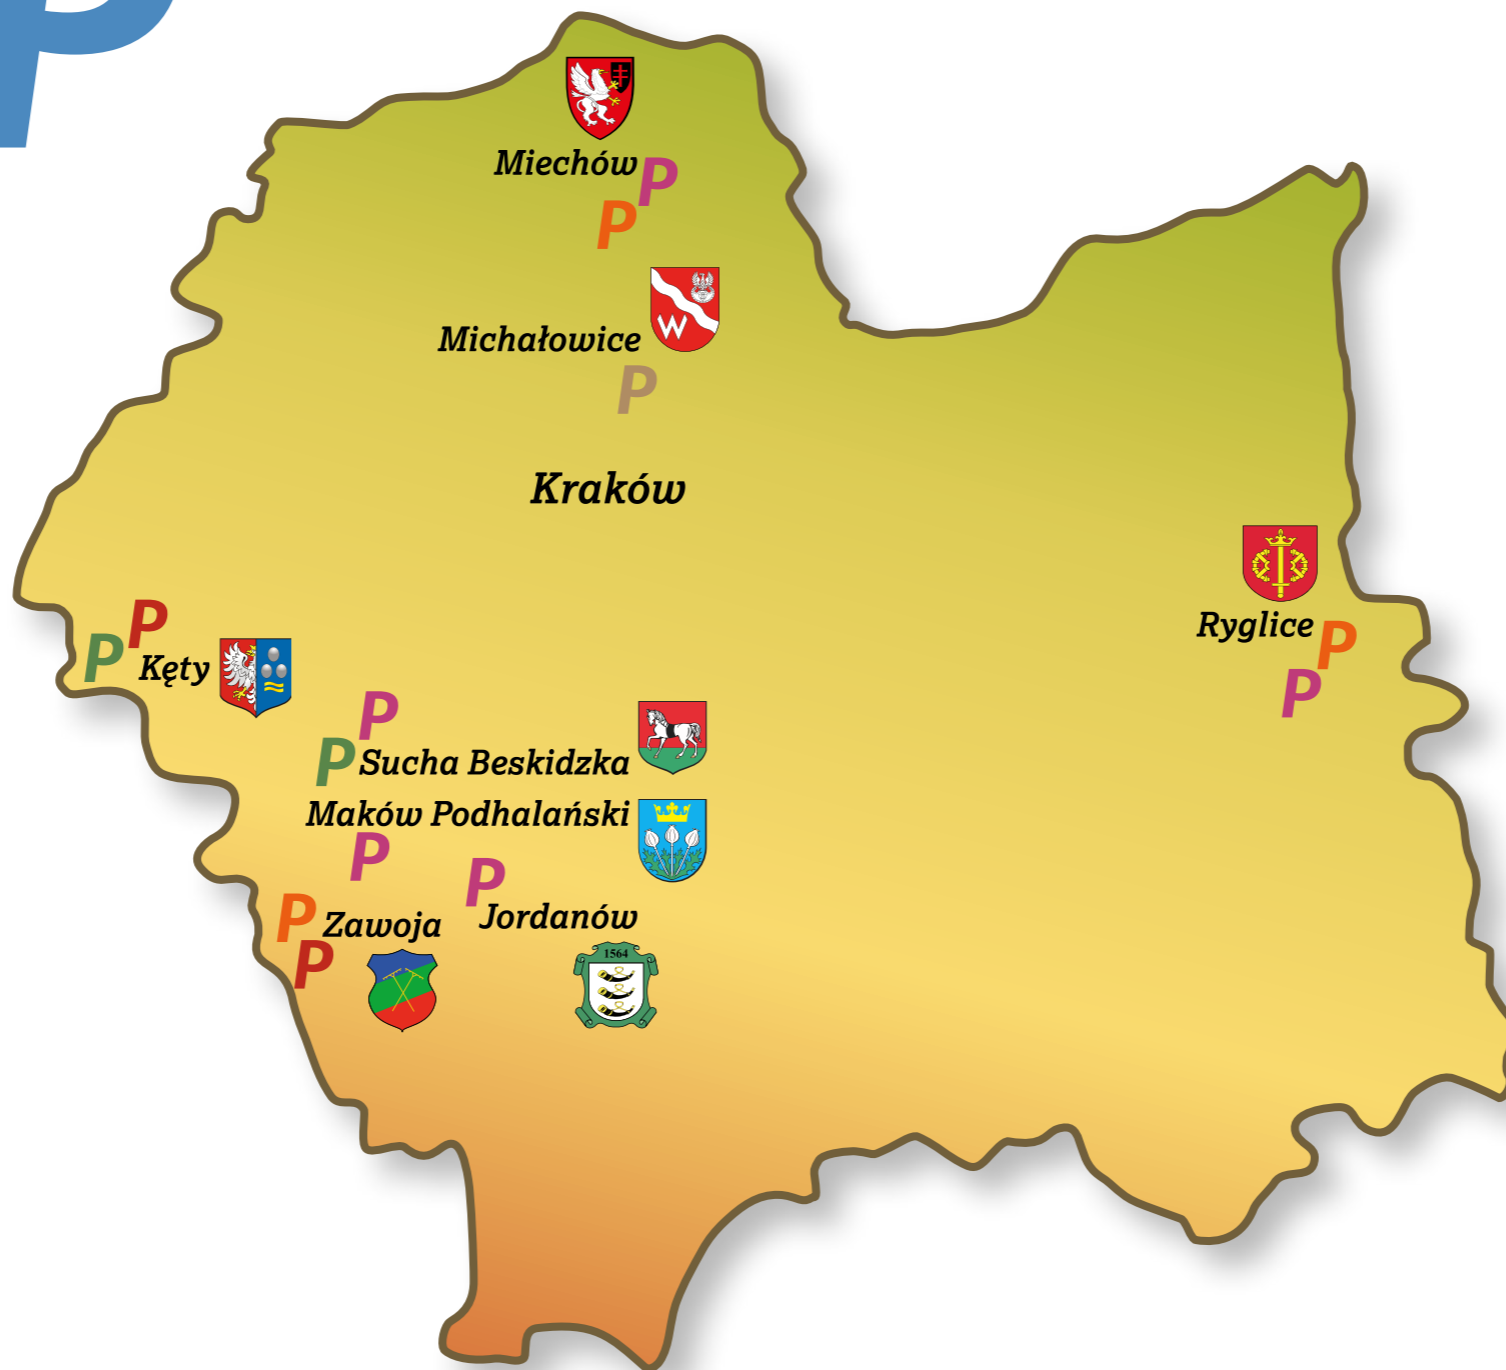 P
Miechów P
P
W
Michałowice
P
Kraków
P
P Kęty
Ryglice P
P
P
P Sucha Beskidzka
Maków Podhalański
P
P
Jordanów
P Zawoja
P
1564